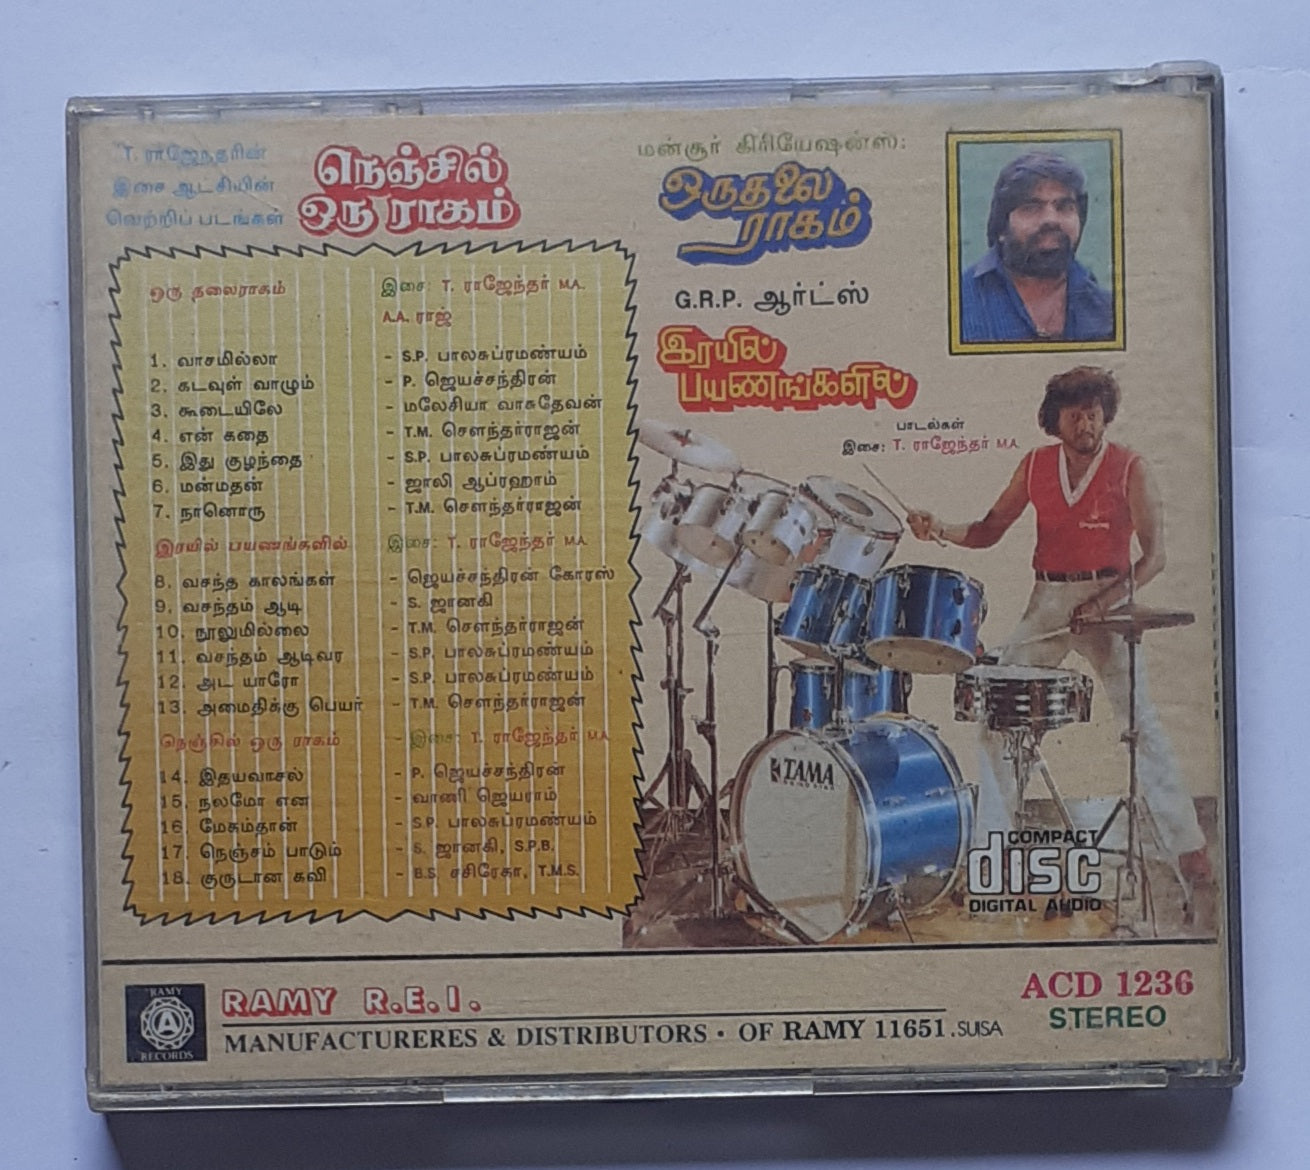 T. ராஜேந்தரின்
இசை ஆட்சியின்
வெற்றிப் படங்கள்
நெஞ்சில்
ஒரு ராகம்
மன்சூர் கிரியேஷன்ஸ்:
ஒருதலை
ராகம்
G.R.P. ஆர்ட்ஸ்
இரயில்
பயணங்களில்
பாடல்கள்
இசை: T. ராஜேந்தர் M.A.
ஒரு தலைராகம் இசை: T. ராஜேந்தர் M.A.
A.A. ராஜ்
1. வாசமில்லா - S.P. பாலசுப்ரமண்யம்
2. கடவுள் வாழும் - P. ஜெயச்சந்திரன்
3. கூடையிலே - மலேசியா வாசுதேவன்
4. என் கதை - T.M. சௌந்தர்ராஜன்
5. இது குழந்தை - S.P. பாலசுப்ரமண்யம்
6. மன்மதன் - ஜாலி ஆப்ரஹாம்
7. நானொரு - T.M. சௌந்தர்ராஜன்
இரயில் பயணங்களில் இசை: T. ராஜேந்தர் M.A.
8. வசந்த காலங்கள் - ஜெயச்சந்திரன் கோரஸ்
9. வசந்தம் ஆடி - S. ஜானகி
10. நூலுமில்லை - T.M. சௌந்தர்ராஜன்
11. வசந்தம் ஆடிவர - S.P. பாலசுப்ரமண்யம்
12. அட யாரோ - S.P. பாலசுப்ரமண்யம்
13. அமைதிக்கு பெயர் - T.M. சௌந்தர்ராஜன்
நெஞ்சில் ஒரு ராகம் - இசை: T. ராஜேந்தர் M.A.
14. இதயவாசல் - P. ஜெயச்சந்திரன்
15. நலமோ என - வாணி ஜெயராம்
16. மேகம்தான் - S.P. பாலசுப்ரமண்யம்
17. நெஞ்சம் பாடும் - S. ஜானகி, S.P.B.
18. குருடான கவி - B.S. சசிரேகா, T.M.S.
TAMA
COMPACT
disc
DIGITAL AUDIO
RAMY
A
RECORDS
RAMY R.E.I.
MANUFACTURERES & DISTRIBUTORS · OF RAMY 11651.SUISA
ACD 1236
STEREO